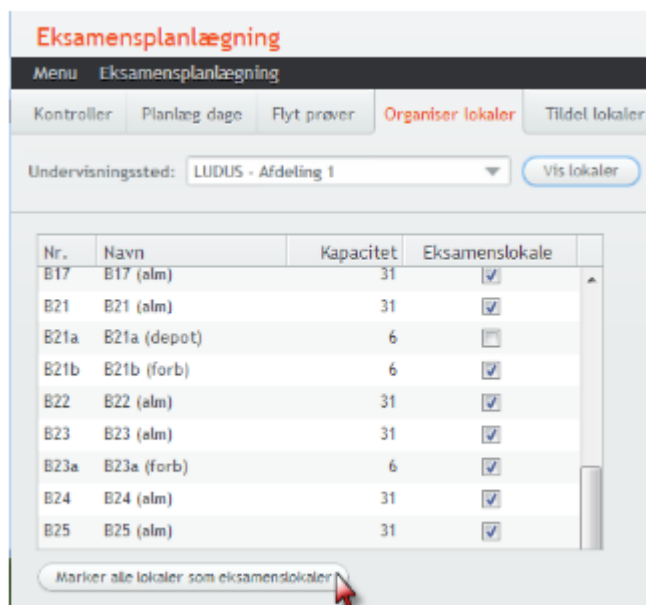 Eksamensplanlægning
Menu Eksamensplanlægning
Kontroller Planlæg dage Flyt prøver Organiser lokaler Tildel lokaler
Undervisningssted: LUDUS - Afdeling 1 Vis lokaler
Nr. Navn Kapacitet Eksamenslokale
B17 B17 (alm) 31
B21 B21 (alm) 31
B21a B21a (depot) 6
B21b B21b (forb) 6
B22 B22 (alm) 31
B23 B23 (alm) 31
B23a B23a (forb) 6
B24 B24 (alm) 31
B25 B25 (alm) 31
Marker alle lokaler som eksamenslokaler